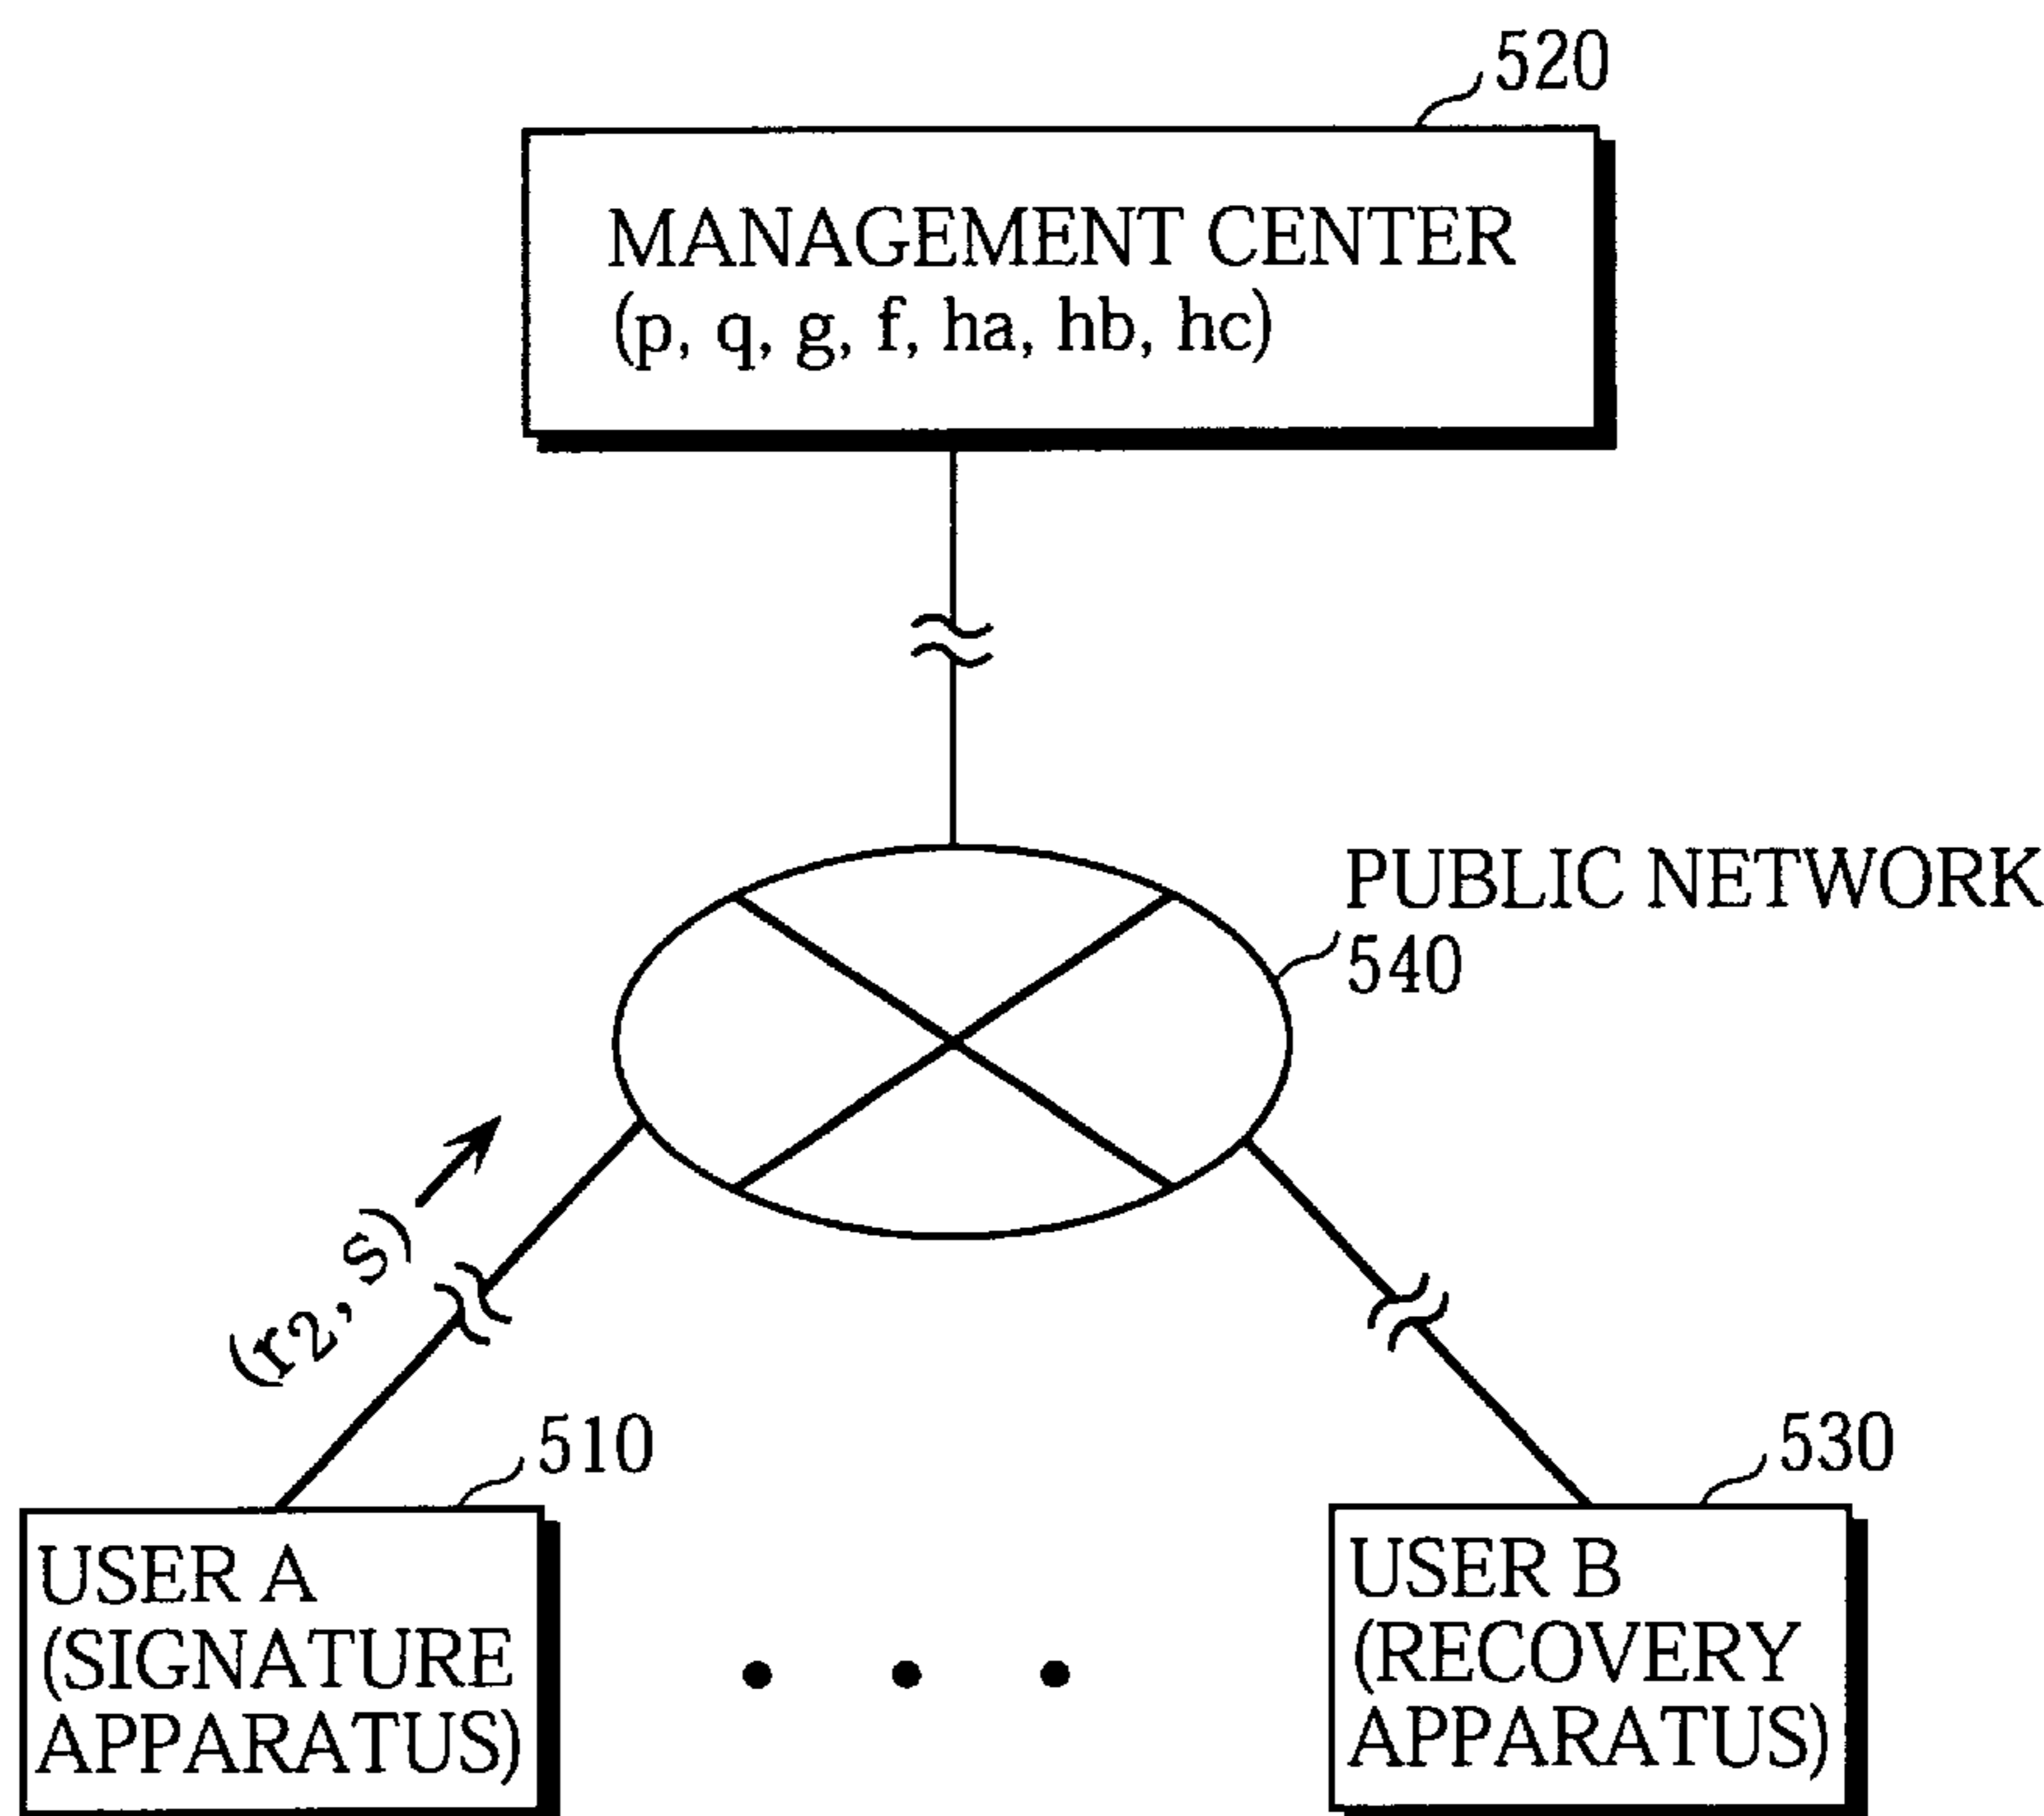 520
MANAGEMENT CENTER
(p, q, g, f, ha, hb, hc)
PUBLIC NETWORK
540
(r₂, s)
510
530
USER A
(SIGNATURE
APPARATUS)
USER B
(RECOVERY
APPARATUS)